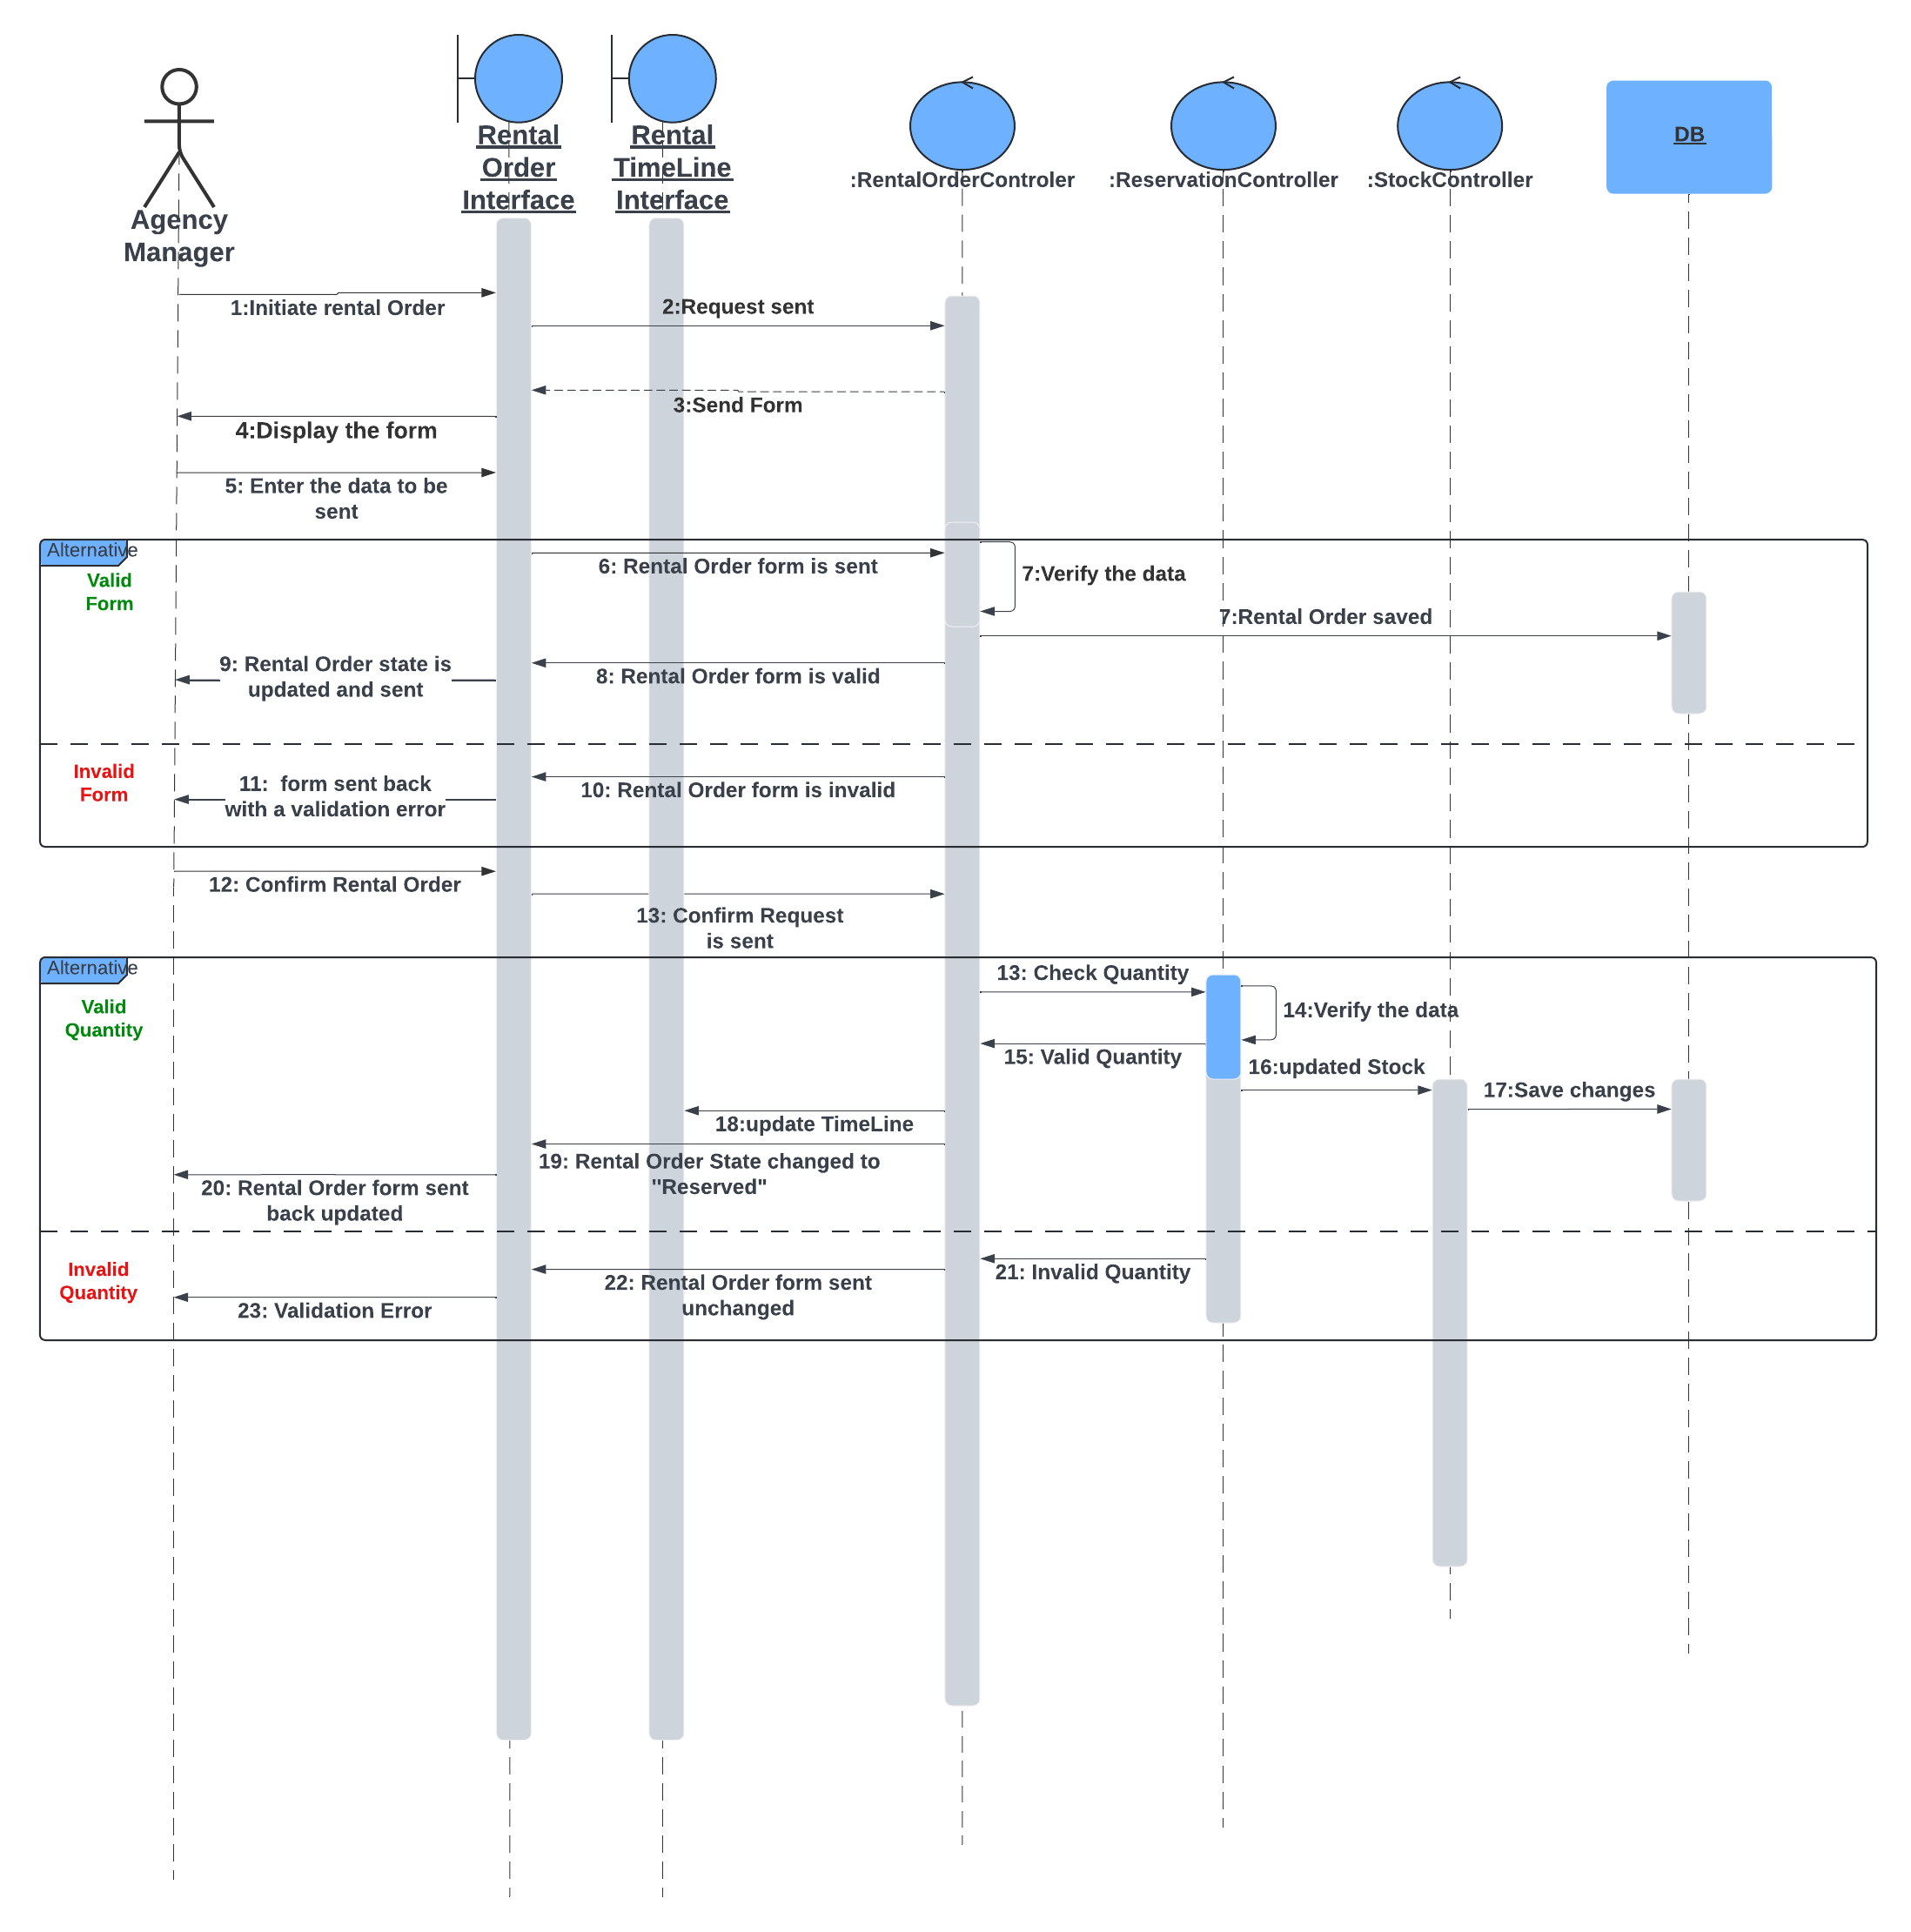 Agency
Manager
Rental
Order
Interface
Rental
TimeLine
Interface
:RentalOrderControler
:ReservationController
:StockController
DB
1:Initiate rental Order
2:Request sent
3:Send Form
4:Display the form
5: Enter the data to be
sent
Alternative
Valid
Form
6: Rental Order form is sent
7:Verify the data
7:Rental Order saved
8: Rental Order form is valid
9: Rental Order state is
updated and sent
Invalid
Form
10: Rental Order form is invalid
11:  form sent back
with a validation error
12: Confirm Rental Order
13: Confirm Request
is sent
Alternative
Valid
Quantity
13: Check Quantity
14:Verify the data
15: Valid Quantity
16:updated Stock
17:Save changes
18:update TimeLine
19: Rental Order State changed to
"Reserved"
20: Rental Order form sent
back updated
Invalid
Quantity
21: Invalid Quantity
22: Rental Order form sent
unchanged
23: Validation Error